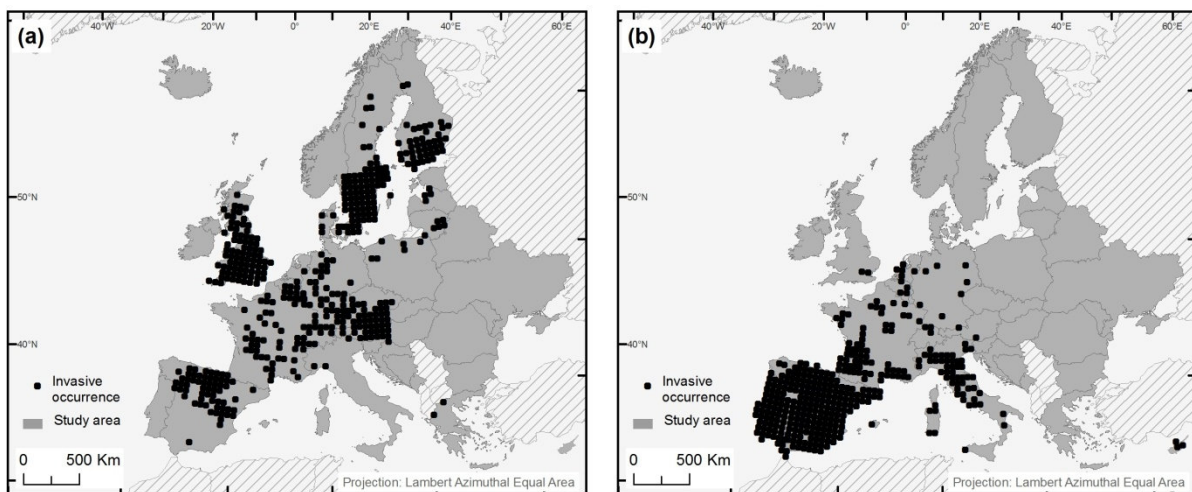 (a)
40°W
20°W
0°
20°E
40°E
60°E
50°N
40°N
Invasive
occurrence
Study area
0 500 Km
Projection: Lambert Azimuthal Equal Area
(b)
40°W
20°W
0°
20°E
40°E
60°E
50°N
40°N
Invasive
occurrence
Study area
0 500 Km
Projection: Lambert Azimuthal Equal Area